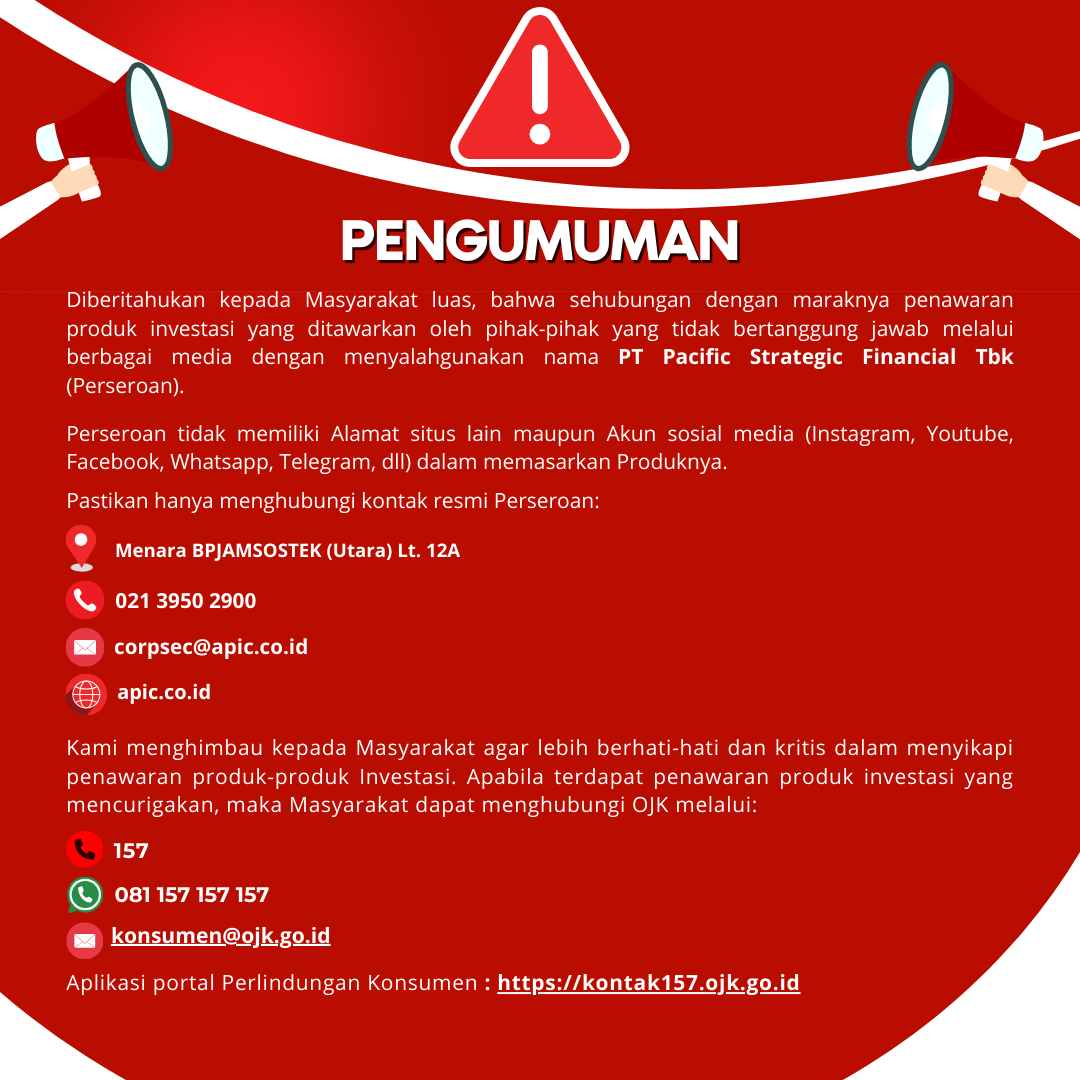 PENGUMUMAN
Diberitahukan kepada Masyarakat luas, bahwa sehubungan dengan maraknya penawaran
produk investasi yang ditawarkan oleh pihak-pihak yang tidak bertanggung jawab melalui
berbagai media dengan menyalahgunakan nama PT Pacific Strategic Financial Tbk
(Perseroan).
Perseroan tidak memiliki Alamat situs lain maupun Akun sosial media (Instagram, Youtube,
Facebook, Whatsapp, Telegram, dll) dalam memasarkan Produknya.
Pastikan hanya menghubungi kontak resmi Perseroan:
Menara BPJAMSOSTEK (Utara) Lt. 12A
021 3950 2900
corpsec@apic.co.id
apic.co.id
Kami menghimbau kepada Masyarakat agar lebih berhati-hati dan kritis dalam menyikapi
penawaran produk-produk Investasi. Apabila terdapat penawaran produk investasi yang
mencurigakan, maka Masyarakat dapat menghubungi OJK melalui:
157
081 157 157 157
konsumen@ojk.go.id
Aplikasi portal Perlindungan Konsumen : https://kontak157.ojk.go.id